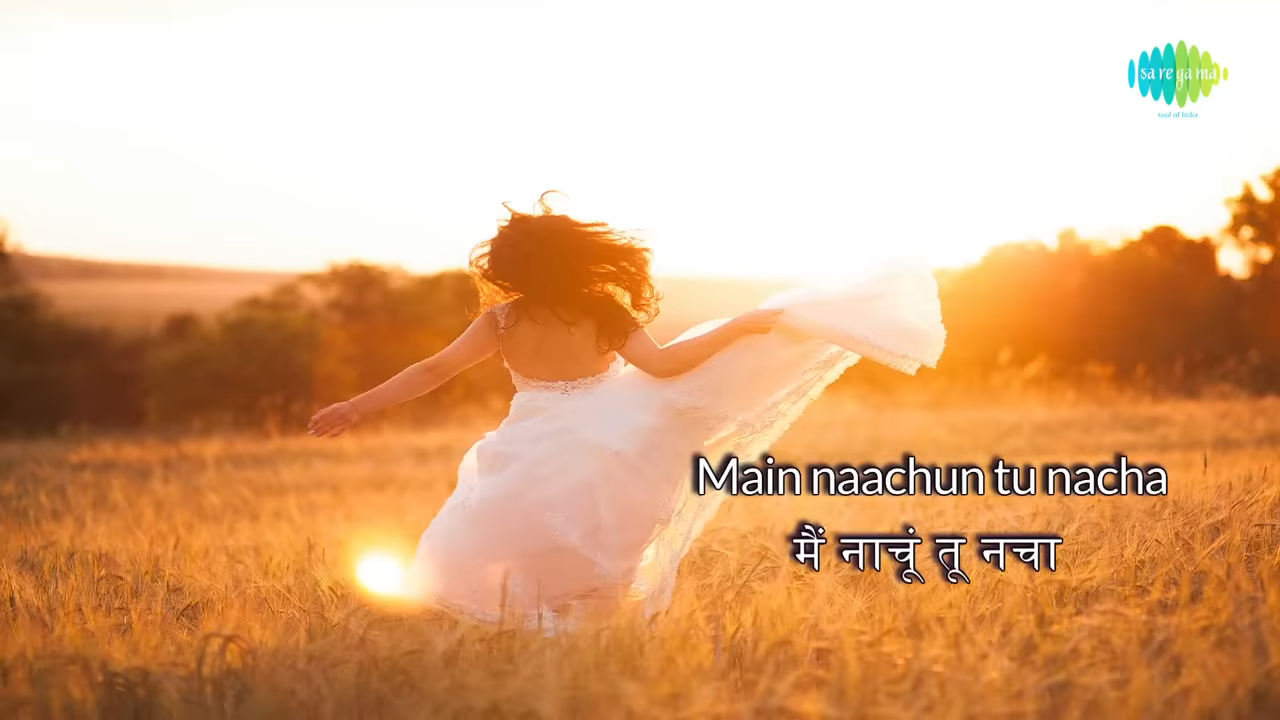 sa re ga ma
soul of India
Main naachun tu nacha
मैं नाचूं तू नचा